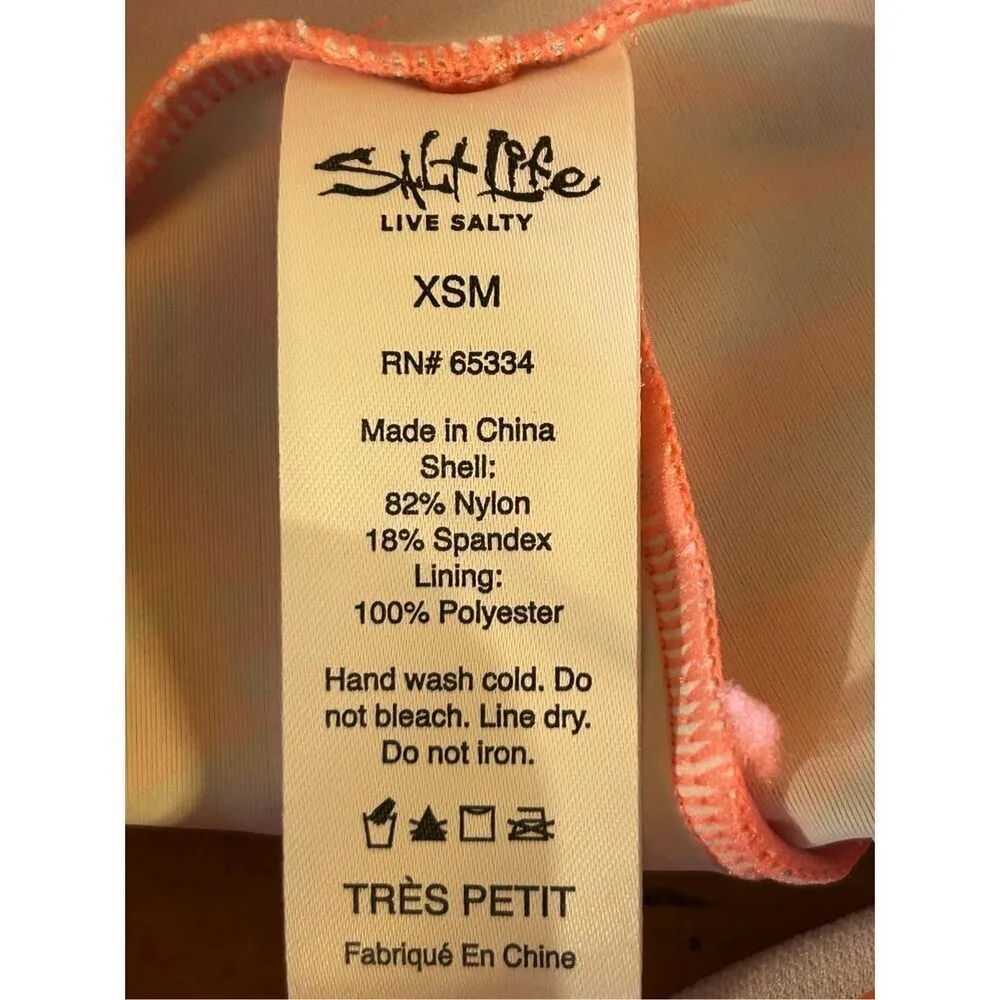 Salt Life
LIVE SALTY
XSM
RN# 65334
Made in China
Shell:
82% Nylon
18% Spandex
Lining:
100% Polyester
Hand wash cold. Do
not bleach. Line dry.
Do not iron.
TRÈS PETIT
Fabriqué En Chine